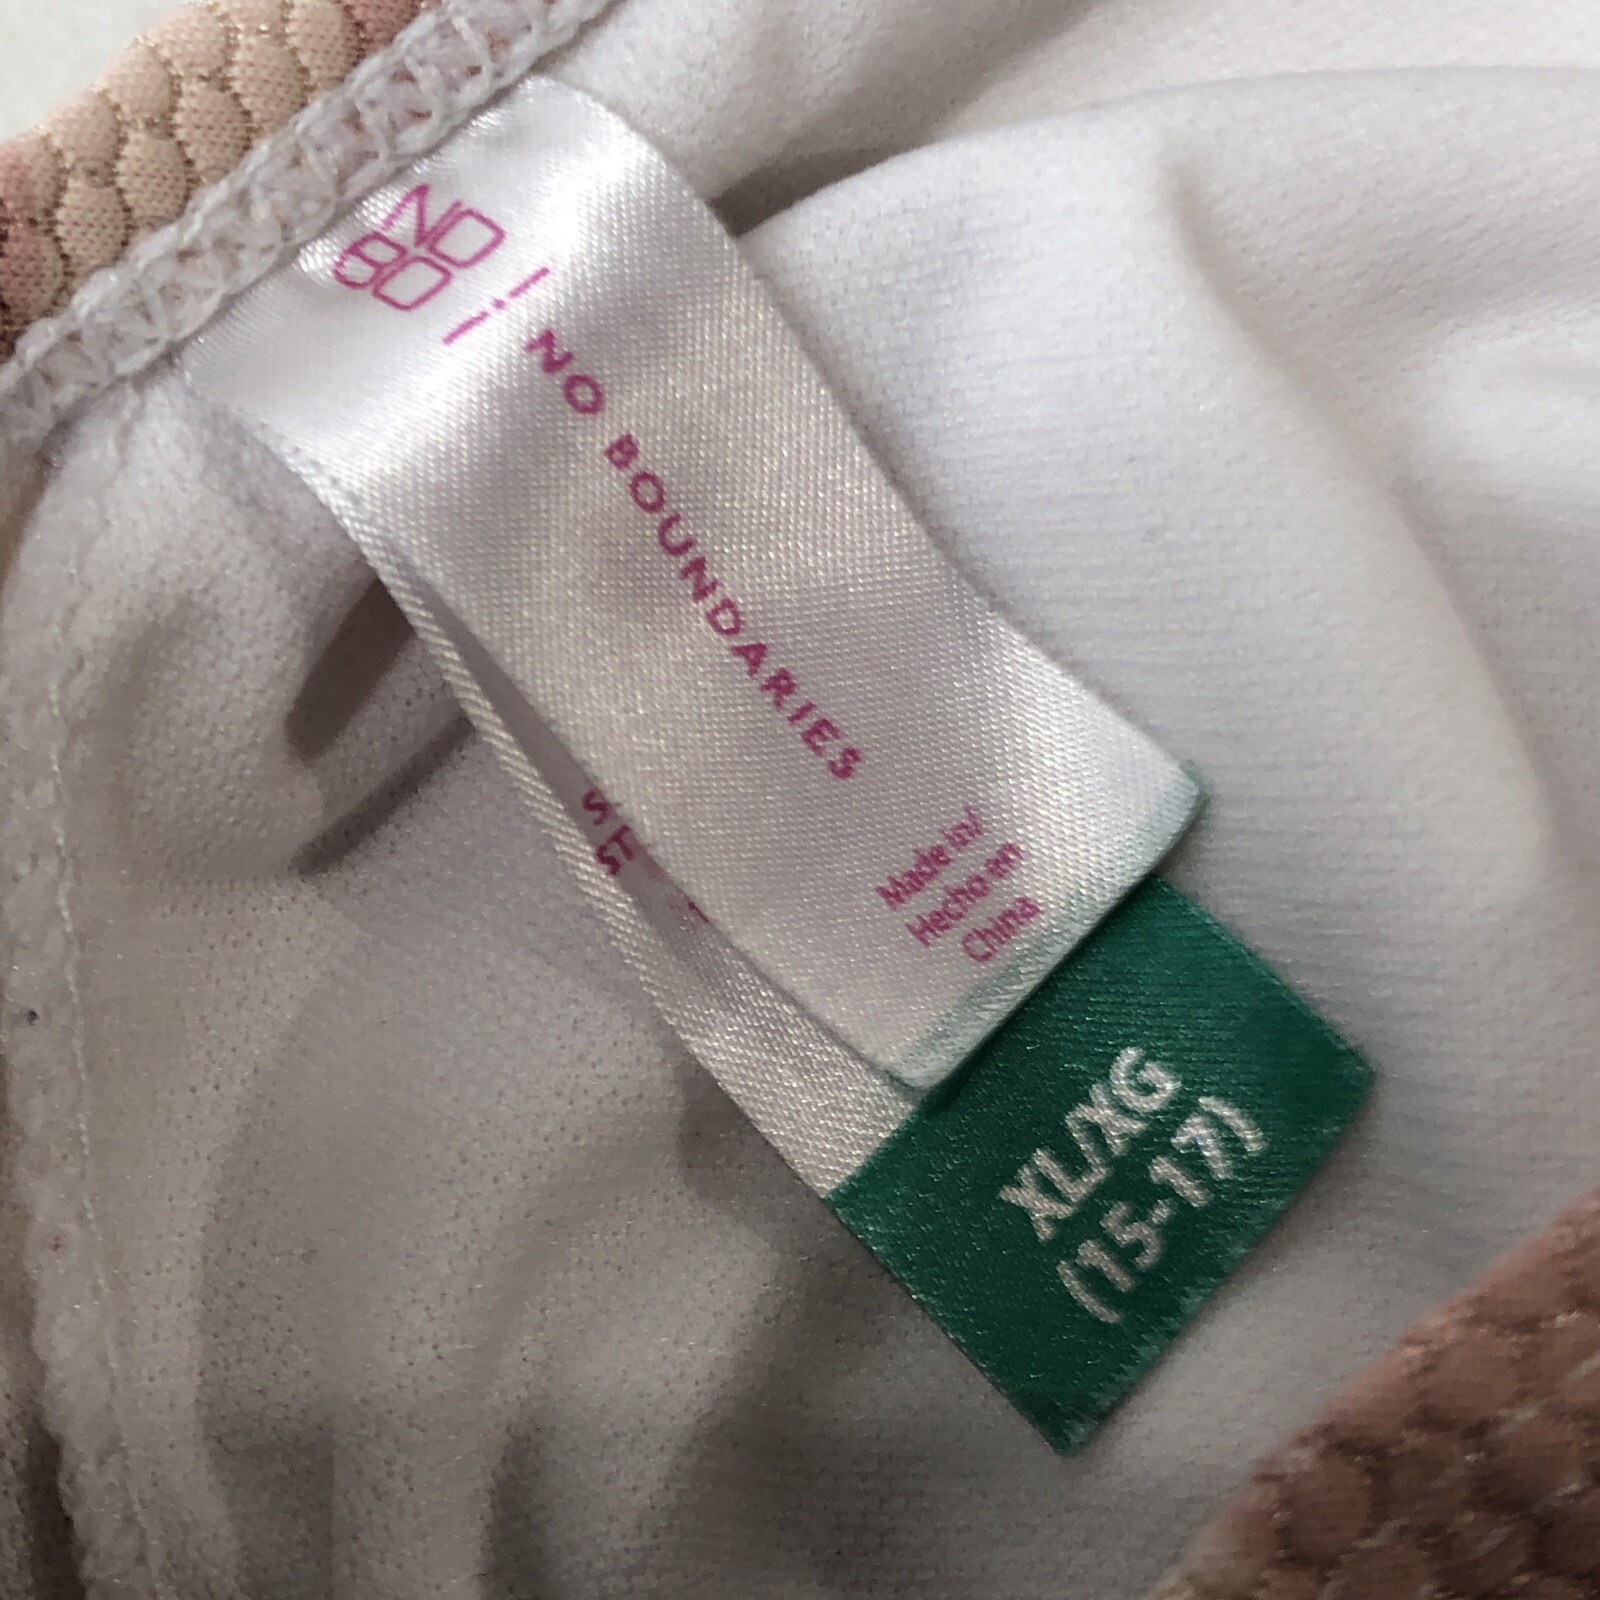 NO
BO
NO BOUNDARIES
Made in/
Hecho en
China
XL/XG
(15-17)